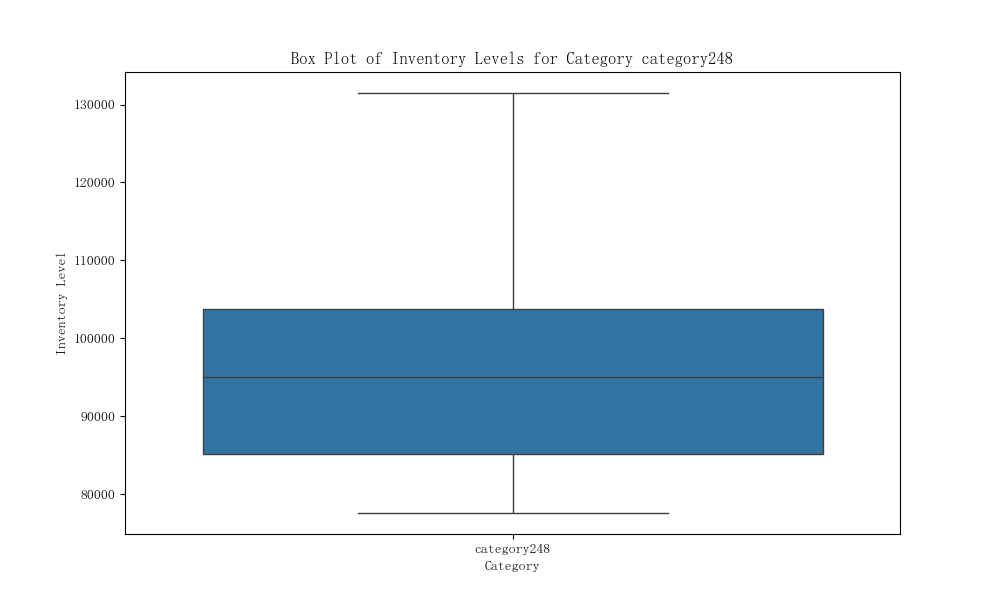 Box Plot of Inventory Levels for Category category248
130000
120000
110000
100000
90000
80000
Inventory Level
category248
Category